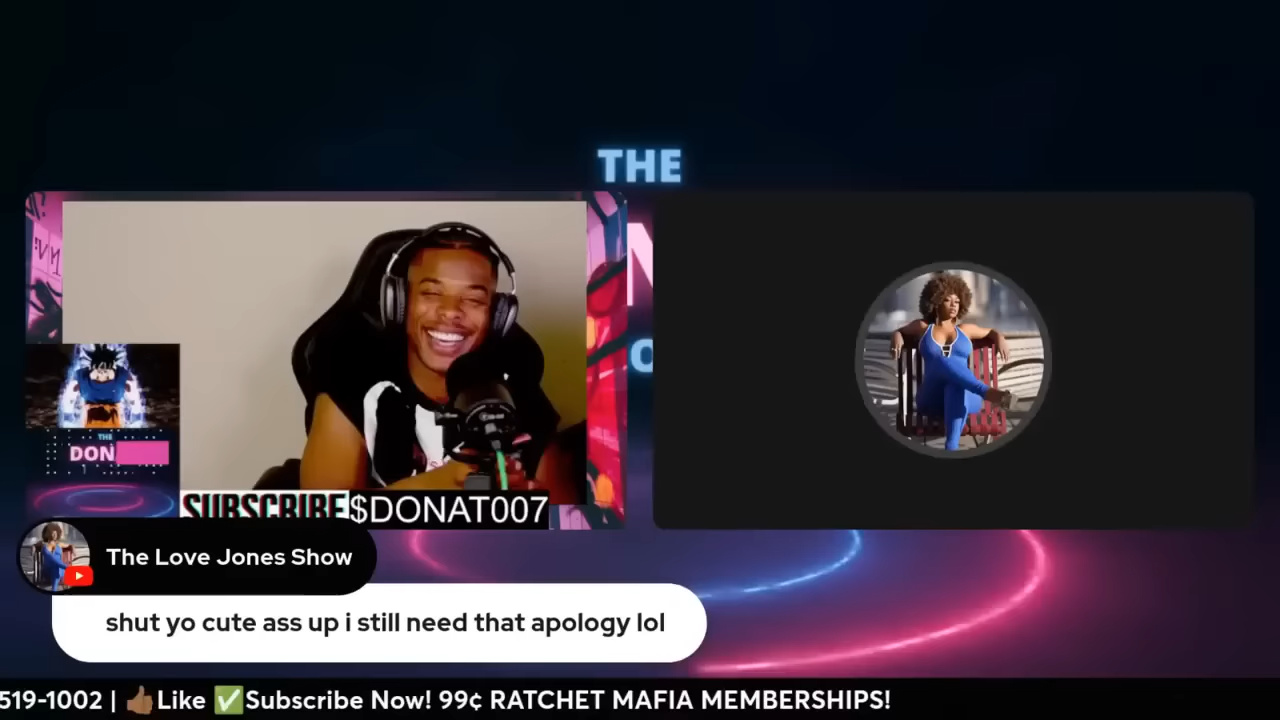 THE
THE
DON
SUBSCRIBE $DONAT007
The Love Jones Show
shut yo cute ass up i still need that apology lol
519-1002 | 👍🏾Like ✅Subscribe Now! 99¢ RATCHET MAFIA MEMBERSHIPS!